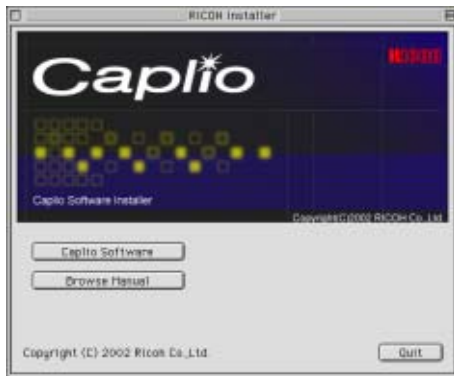 RICOH Installer
Caplio
RICOH
Caplio Software Installer
Copyright(C)2002 RICOH Co.,Ltd.
Caplio Software
Browse Manual
Copyright (C) 2002 Ricoh Co.,Ltd.
Quit